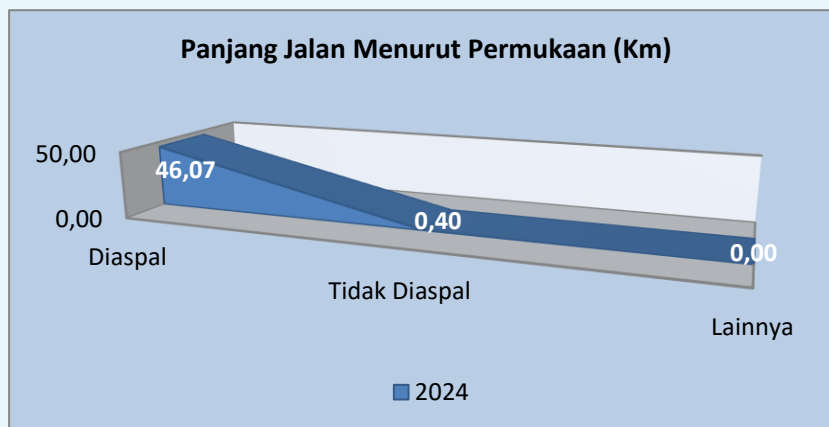 Panjang Jalan Menurut Permukaan (Km)
50,00
0,00
46,07
0,40
0,00
Diaspal
Tidak Diaspal
Lainnya
2024